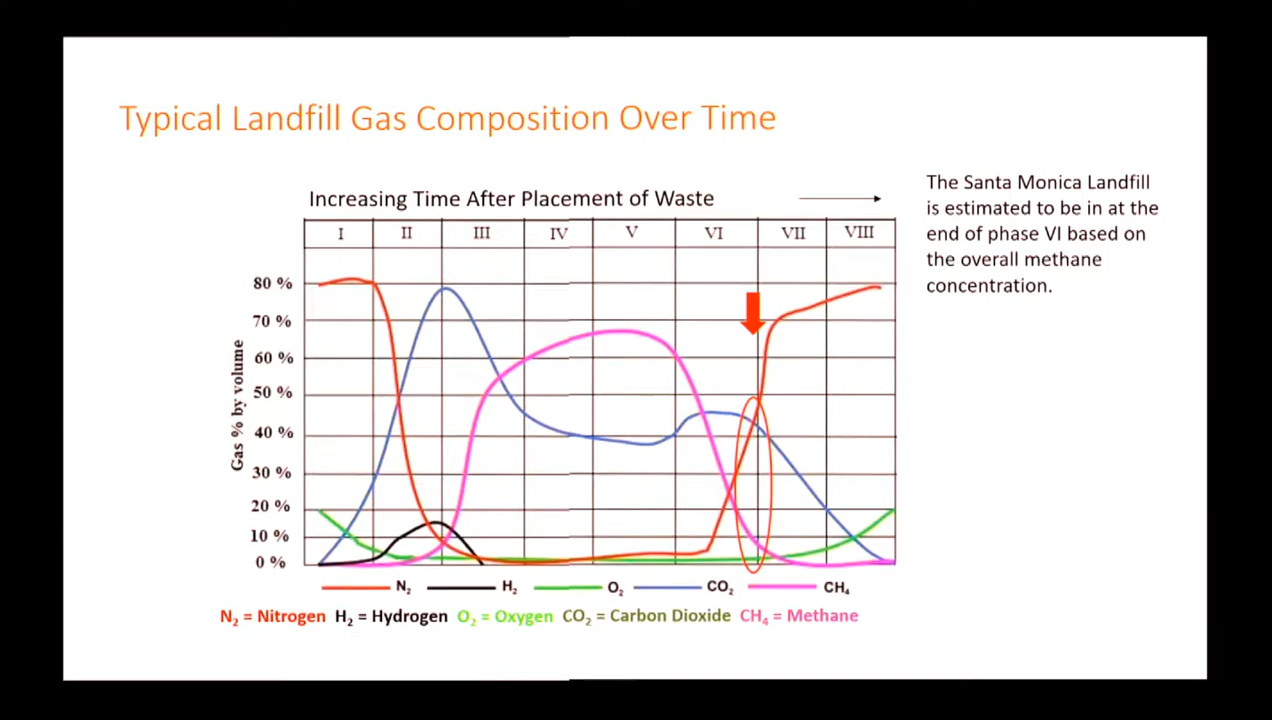 Typical Landfill Gas Composition Over Time
Increasing Time After Placement of Waste
I II III IV V VI VII VIII
80 %
70 %
60 %
50 %
40 %
30 %
20 %
10 %
0 %
Gas % by volume
N₂ H₂ O₂ CO₂ CH₄
N₂ = Nitrogen H₂ = Hydrogen O₂ = Oxygen CO₂ = Carbon Dioxide CH₄ = Methane
The Santa Monica Landfill
is estimated to be in at the
end of phase VI based on
the overall methane
concentration.